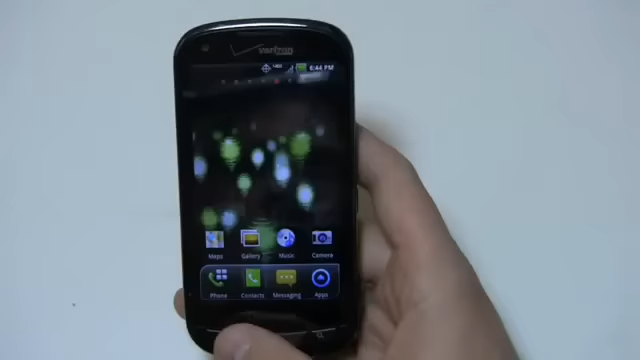 verizon
6:44 PM
Maps Gallery Music Camera
Phone Contacts Messaging Apps